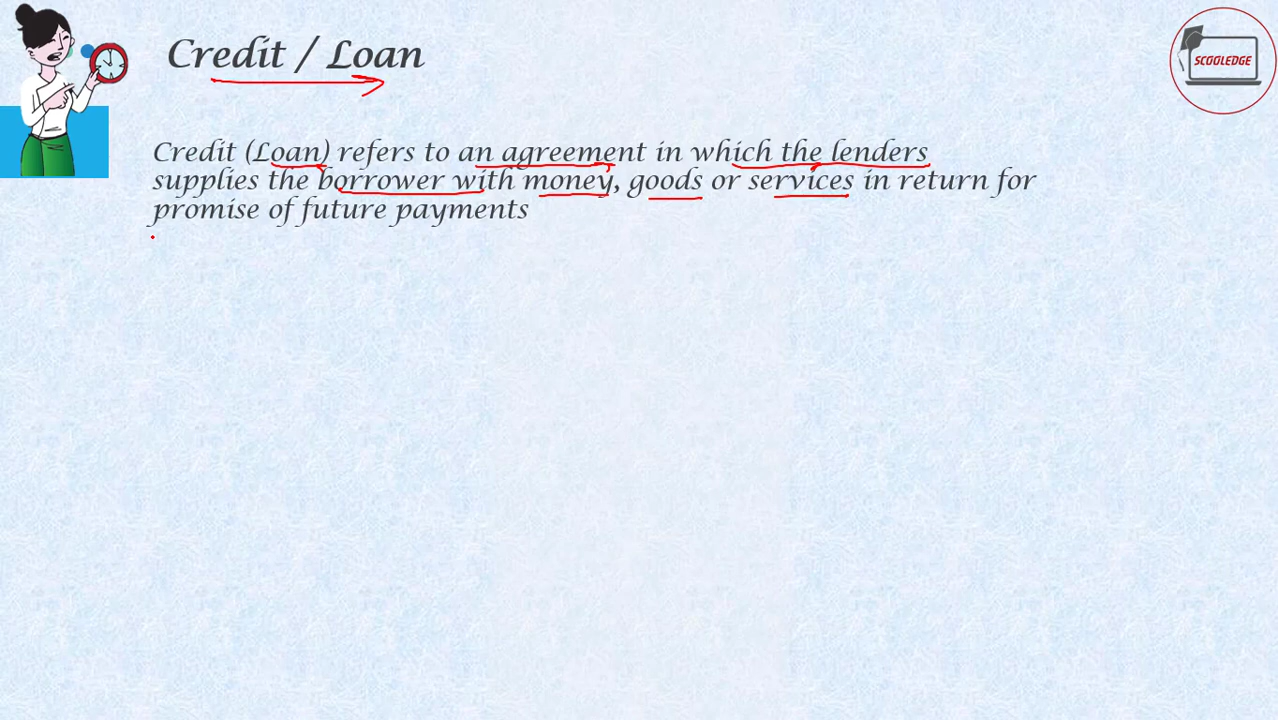 Credit / Loan
SCOOLEDGE
Credit (Loan) refers to an agreement in which the lenders
supplies the borrower with money, goods or services in return for
promise of future payments